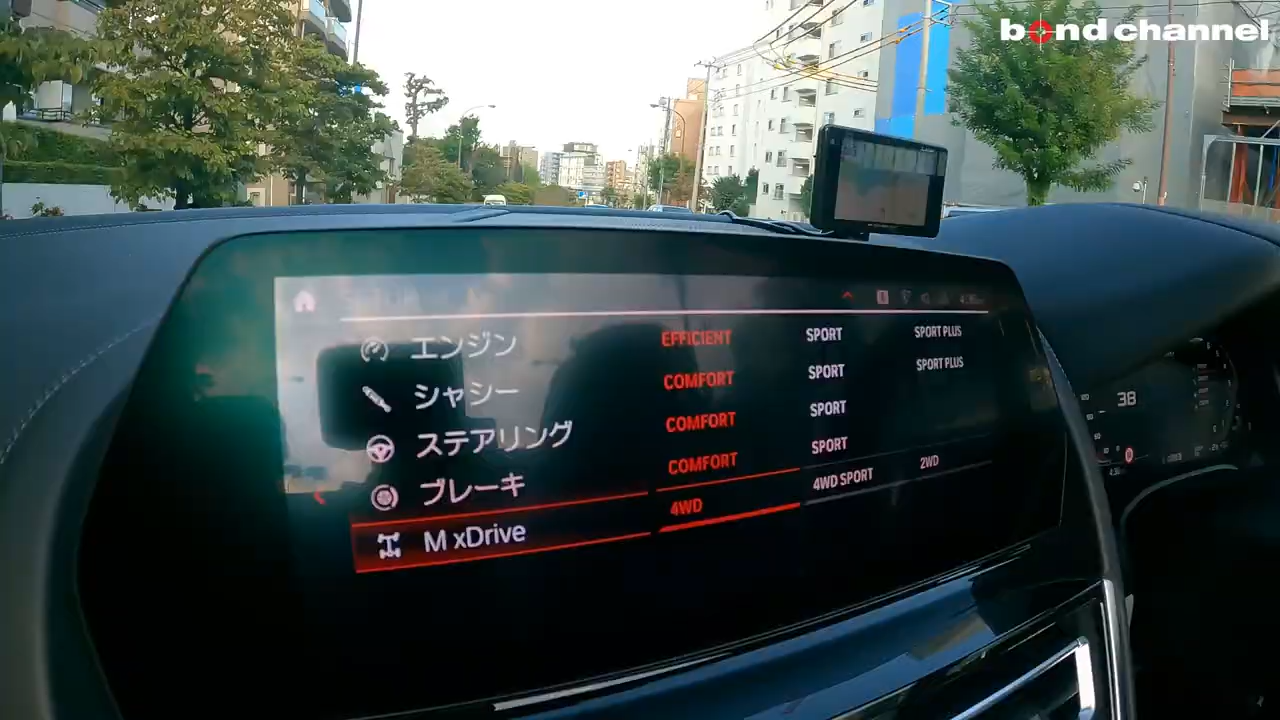 bond channel
SETUP
エンジン EFFICIENT SPORT SPORT PLUS
シャシー COMFORT SPORT SPORT PLUS
ステアリング COMFORT SPORT
ブレーキ COMFORT SPORT
M xDrive 4WD 4WD SPORT 2WD
38